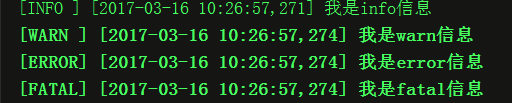 [INFO ] [2017-03-16 10:26:57,271] 我是info信息
[WARN ] [2017-03-16 10:26:57,274] 我是warn信息
[ERROR] [2017-03-16 10:26:57,274] 我是error信息
[FATAL] [2017-03-16 10:26:57,274] 我是fatal信息